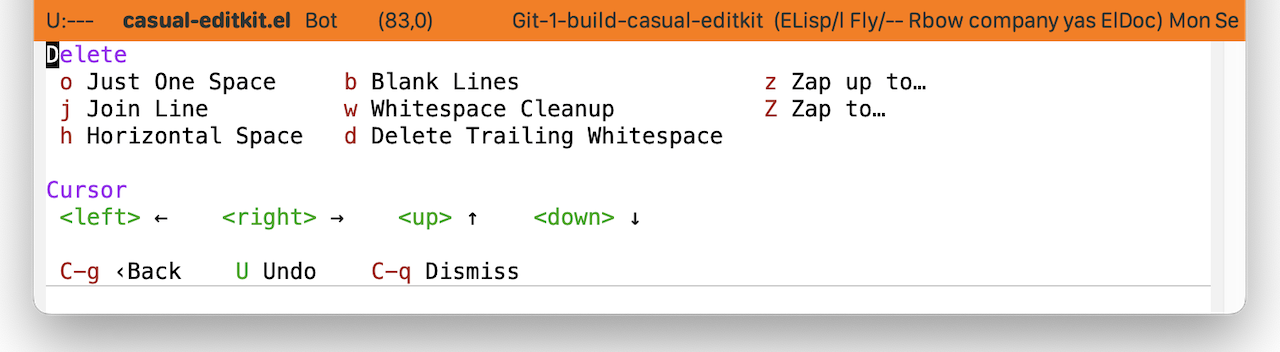 U:--- casual-editkit.el Bot (83,0) Git-1-build-casual-editkit (ELisp/l Fly/-- Rbow company yas ElDoc) Mon Se
Delete
o Just One Space b Blank Lines z Zap up to…
j Join Line w Whitespace Cleanup Z Zap to…
h Horizontal Space d Delete Trailing Whitespace
Cursor
<left> ← <right> → <up> ↑ <down> ↓
C-g ‹Back U Undo C-q Dismiss